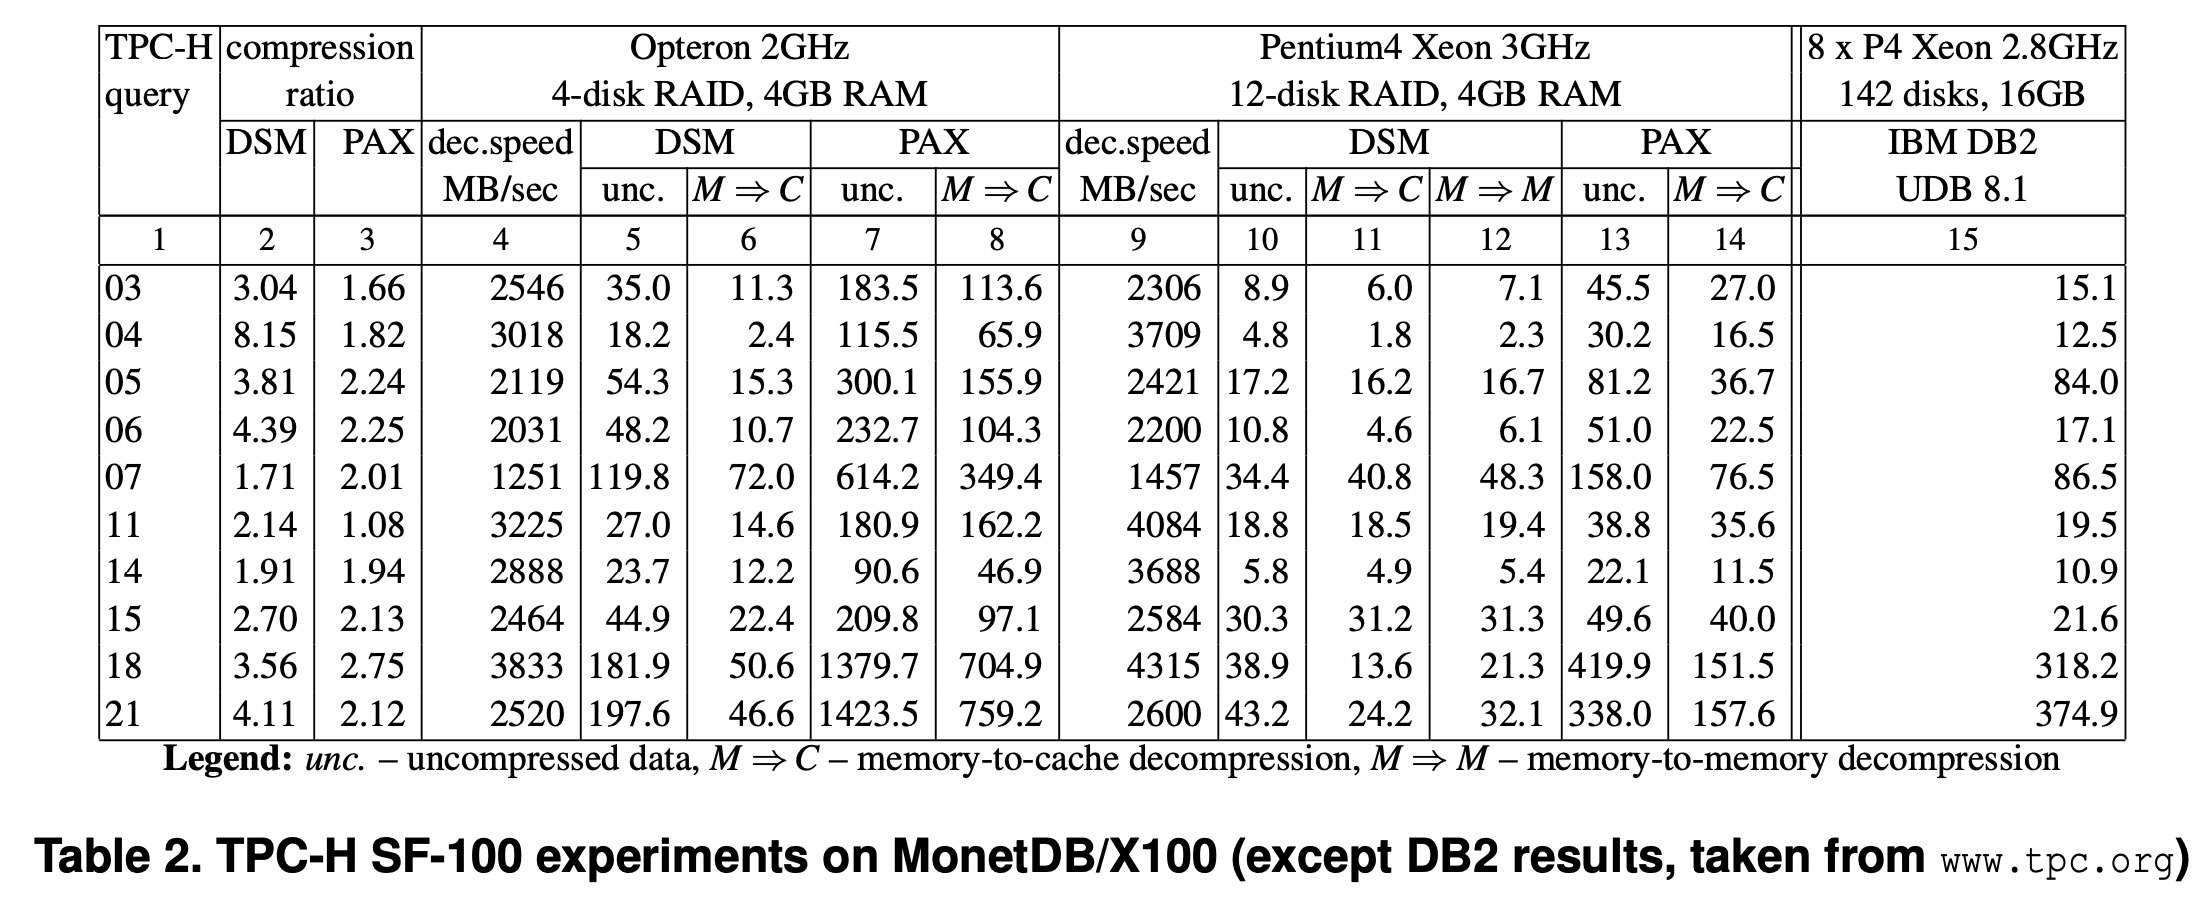 TPC-H compression Opteron 2GHz Pentium4 Xeon 3GHz 8 x P4 Xeon 2.8GHz
query ratio 4-disk RAID, 4GB RAM 12-disk RAID, 4GB RAM 142 disks, 16GB
DSM PAX dec.speed DSM PAX dec.speed DSM PAX IBM DB2
MB/sec unc. M ⇒ C unc. M ⇒ C MB/sec unc. M ⇒ C M ⇒ M unc. M ⇒ C UDB 8.1
1 2 3 4 5 6 7 8 9 10 11 12 13 14 15
03 3.04 1.66 2546 35.0 11.3 183.5 113.6 2306 8.9 6.0 7.1 45.5 27.0 15.1
04 8.15 1.82 3018 18.2 2.4 115.5 65.9 3709 4.8 1.8 2.3 30.2 16.5 12.5
05 3.81 2.24 2119 54.3 15.3 300.1 155.9 2421 17.2 16.2 16.7 81.2 36.7 84.0
06 4.39 2.25 2031 48.2 10.7 232.7 104.3 2200 10.8 4.6 6.1 51.0 22.5 17.1
07 1.71 2.01 1251 119.8 72.0 614.2 349.4 1457 34.4 40.8 48.3 158.0 76.5 86.5
11 2.14 1.08 3225 27.0 14.6 180.9 162.2 4084 18.8 18.5 19.4 38.8 35.6 19.5
14 1.91 1.94 2888 23.7 12.2 90.6 46.9 3688 5.8 4.9 5.4 22.1 11.5 10.9
15 2.70 2.13 2464 44.9 22.4 209.8 97.1 2584 30.3 31.2 31.3 49.6 40.0 21.6
18 3.56 2.75 3833 181.9 50.6 1379.7 704.9 4315 38.9 13.6 21.3 419.9 151.5 318.2
21 4.11 2.12 2520 197.6 46.6 1423.5 759.2 2600 43.2 24.2 32.1 338.0 157.6 374.9
Legend: unc. – uncompressed data, M ⇒ C – memory-to-cache decompression, M ⇒ M – memory-to-memory decompression
Table 2. TPC-H SF-100 experiments on MonetDB/X100 (except DB2 results, taken from www.tpc.org)